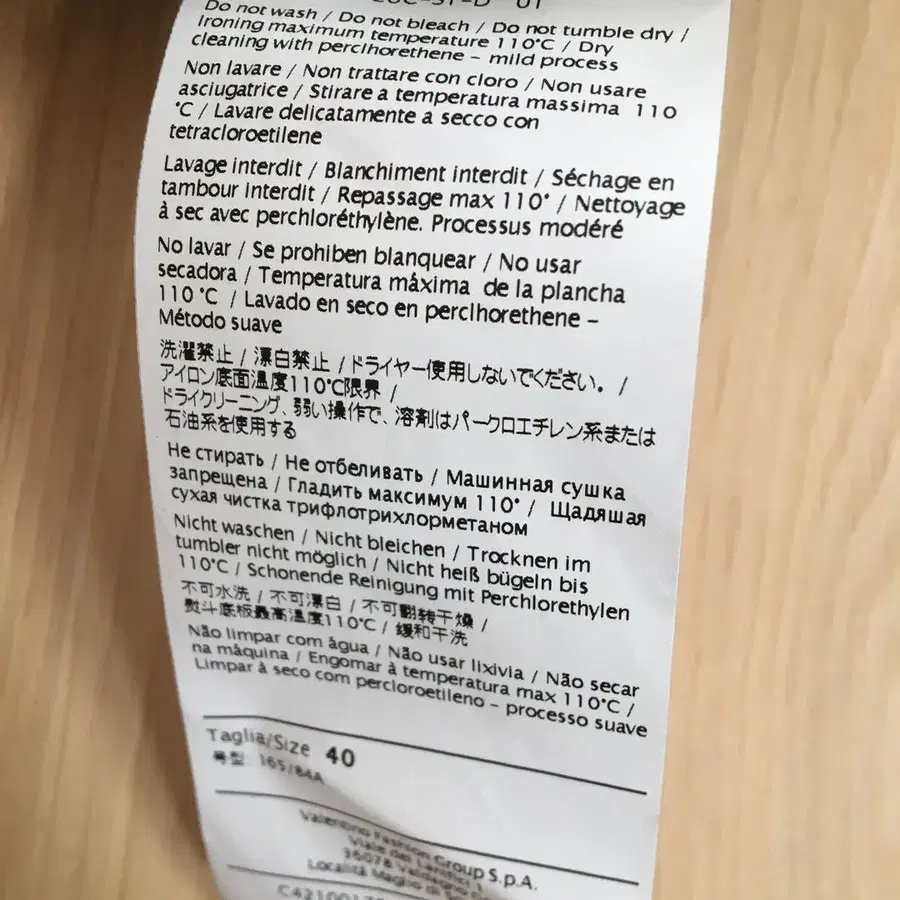 Do not wash / Do not bleach / Do not tumble dry /
Ironing maximum temperature 110°C / Dry
cleaning with perclhorethene - mild process
Non lavare / Non trattare con cloro / Non usare
asciugatrice / Stirare a temperatura massima 110
°C / Lavare delicatamente a secco con
tetracloroetilene
Lavage interdit / Blanchiment interdit / Séchage en
tambour interdit / Repassage max 110° / Nettoyage
à sec avec perchloréthylène. Processus modéré
No lavar / Se prohiben blanquear / No usar
secadora / Temperatura máxima de la plancha
110 °C / Lavado en seco en perclhorethene -
Método suave
洗濯禁止 / 漂白禁止 / ドライヤー使用しないでください。 /
アイロン底面温度110℃限界 /
ドライクリーニング、弱い操作で、溶剤はパークロエチレン系または
石油系を使用する
Не стирать / Не отбеливать / Машинная сушка
запрещена / Гладить максимум 110° / Щадяшая
сухая чистка трифлотрихлорметаном
Nicht waschen / Nicht bleichen / Trocknen im
tumbler nicht möglich / Nicht heiß bügeln bis
110°C / Schonende Reinigung mit Perchlorethylen
不可水洗 / 不可漂白 / 不可翻转干燥 /
熨斗底板最高温度110℃ / 缓和干洗
Não limpar com água / Não usar lixivia / Não secar
na máquina / Engomar à temperatura max 110°C /
Limpar à seco com percloroetileno - processo suave
Taglia/Size 40
号型 165/84A
Valentino Fashion Group S.p.A.
Viale dei Lanifici 1
36078 Valdagno
Località Maglio di